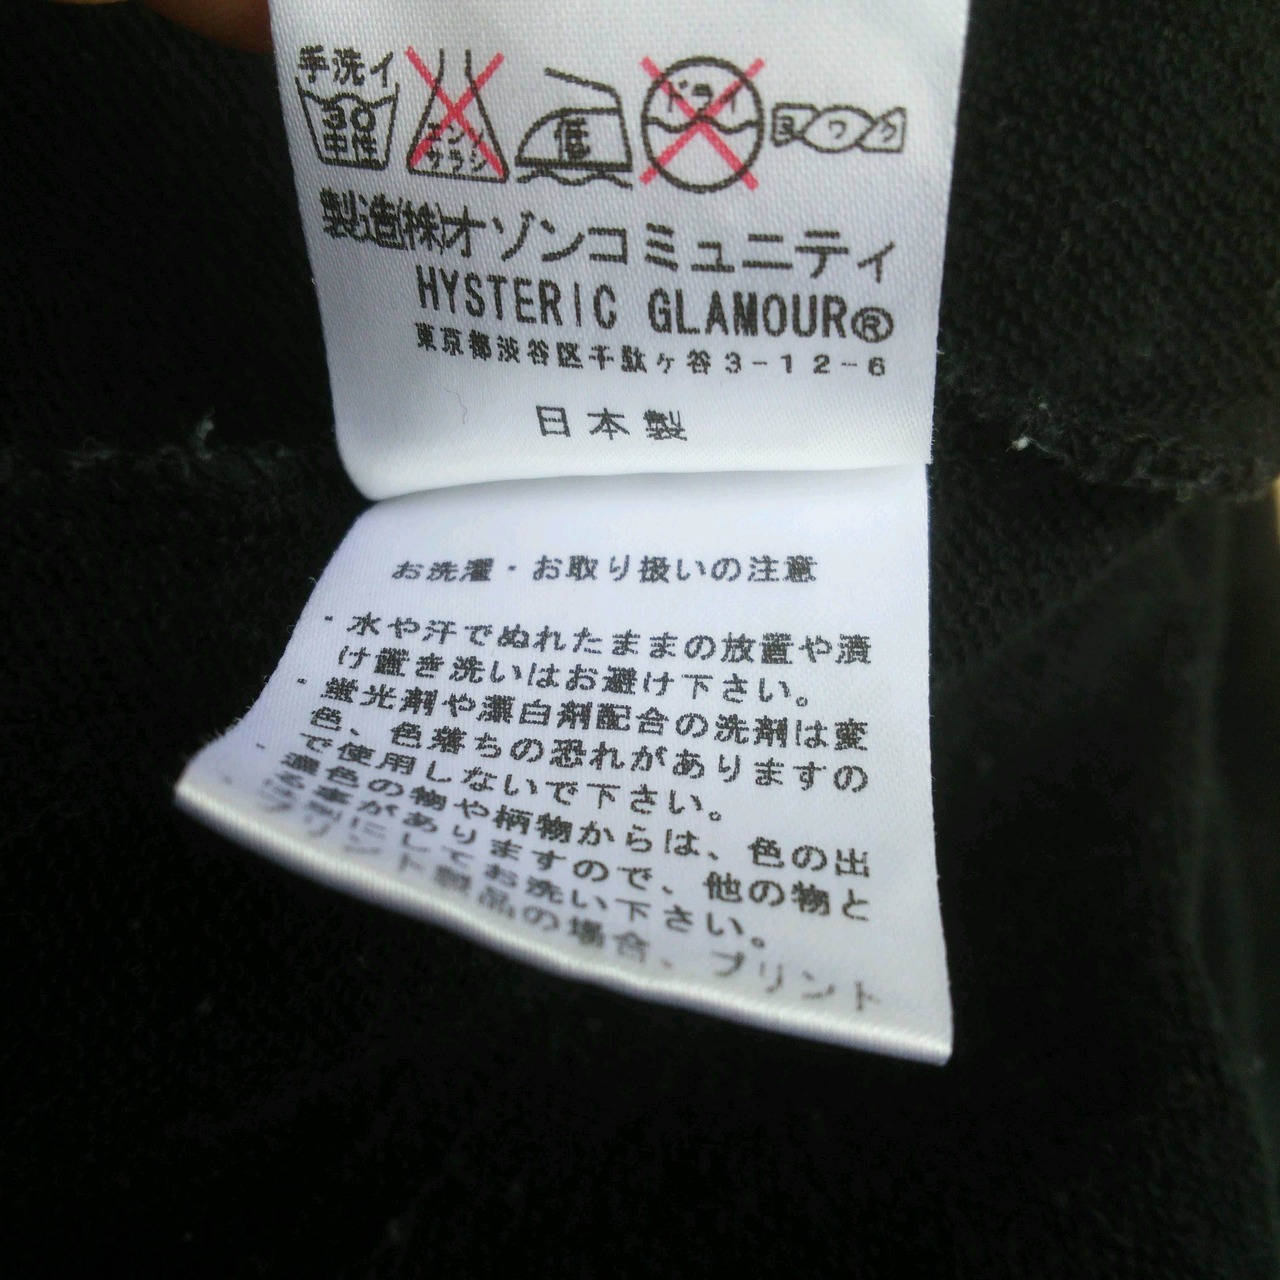 手洗イ
30
中性
エンソ
サラシ
低
ドライ
ヨワク
製造(株)オゾンコミュニティ
HYSTERIC GLAMOUR®
東京都渋谷区千駄ケ谷3-12-6
日本製
お洗濯・お取り扱いの注意
・水や汗でぬれたままの放置や漬
け置き洗いはお避け下さい。
・蛍光剤や漂白剤配合の洗剤は変
色、色落ちの恐れがありますの
で使用しないで下さい。
・濃色の物や柄物からは、色の出
る事がありますので、他の物と
は別にしてお洗い下さい。
・プリント製品の場合、プリント